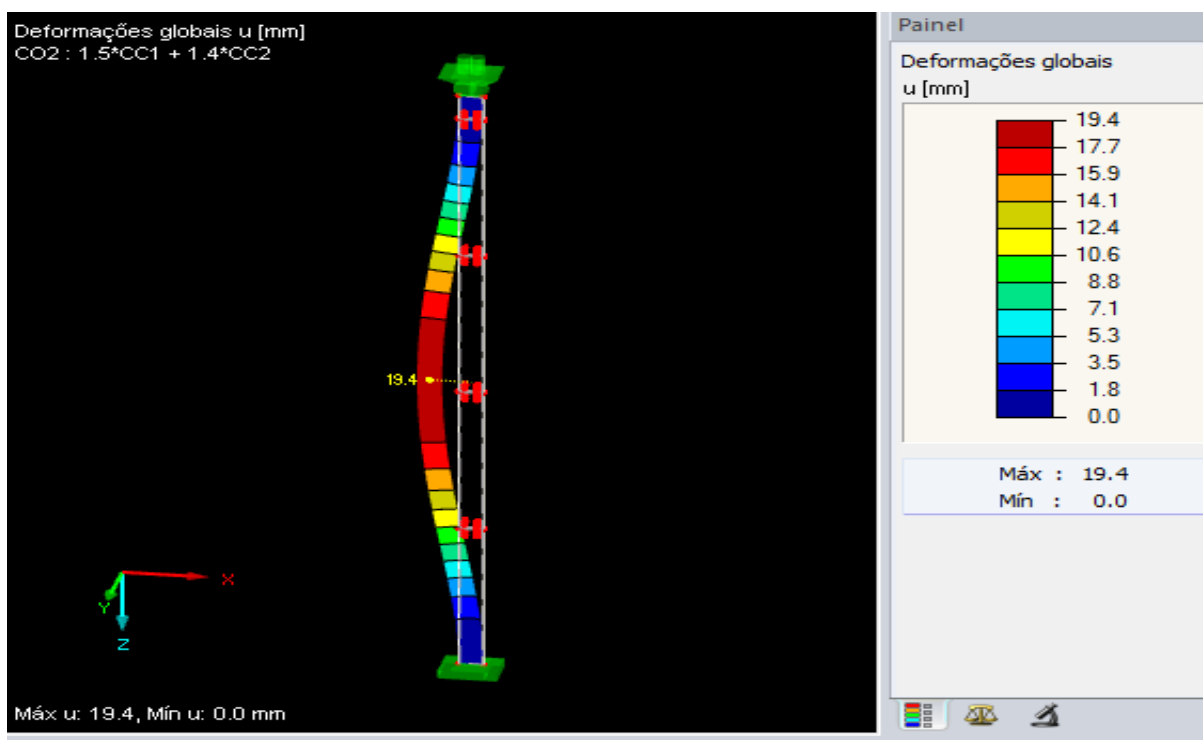 Deformações globais u [mm]
CO2 : 1.5*CC1 + 1.4*CC2
19.4
X
Y
Z
Máx u: 19.4, Mín u: 0.0 mm
Painel
Deformações globais
u [mm]
19.4
17.7
15.9
14.1
12.4
10.6
8.8
7.1
5.3
3.5
1.8
0.0
Máx : 19.4
Mín : 0.0